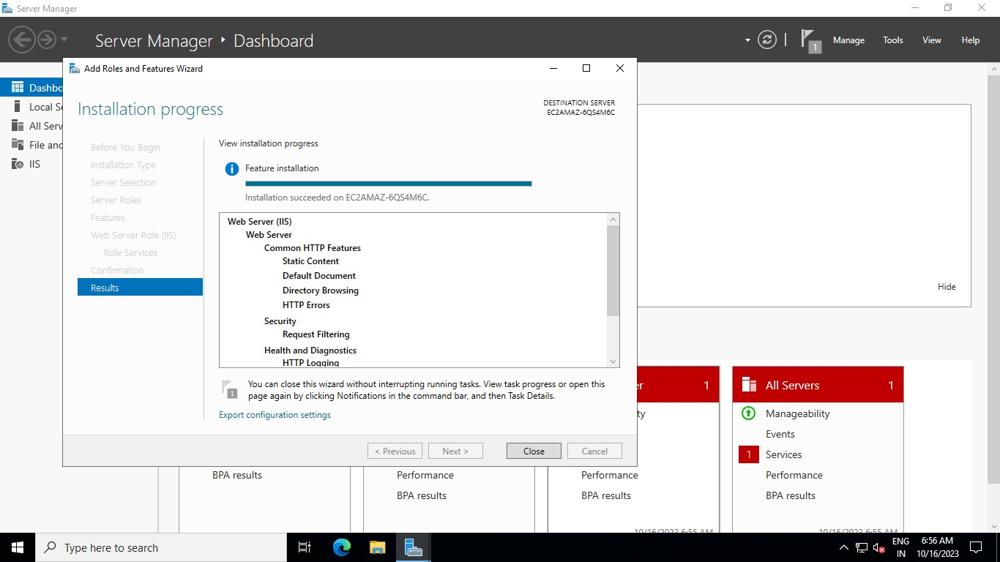 Server Manager
Server Manager ‣ Dashboard
1
Manage
Tools
View
Help
Add Roles and Features Wizard
Dashbo
Local Se
All Serv
File and
IIS
Installation progress
DESTINATION SERVER
EC2AMAZ-6QS4M6C
Before You Begin
Installation Type
Server Selection
Server Roles
Features
Web Server Role (IIS)
Role Services
Confirmation
Results
View installation progress
Feature installation
Installation succeeded on EC2AMAZ-6QS4M6C.
Web Server (IIS)
Web Server
Common HTTP Features
Static Content
Default Document
Directory Browsing
HTTP Errors
Security
Request Filtering
Health and Diagnostics
HTTP Logging
1
You can close this wizard without interrupting running tasks. View task progress or open this
page again by clicking Notifications in the command bar, and then Task Details.
Export configuration settings
< Previous
Next >
Close
Cancel
Hide
er 1
ty
All Servers 1
Manageability
Events
1 Services
Performance
BPA results
BPA results
Performance
BPA results
Performance
BPA results
10/16/2023 6:55 AM
10/16/2023 6:55 AM
Type here to search
ENG
IN
6:56 AM
10/16/2023